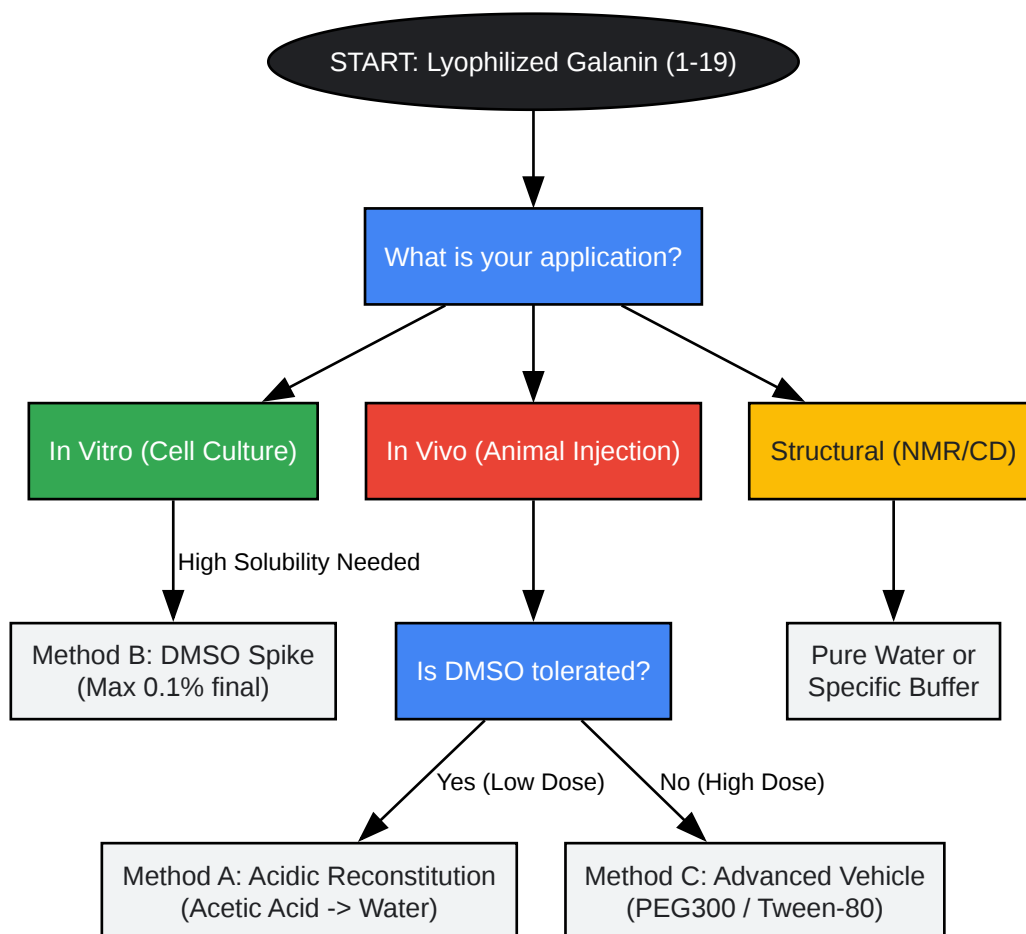 START: Lyophilized Galanin (1-19)
What is your application?
In Vitro (Cell Culture)
In Vivo (Animal Injection)
Structural (NMR/CD)
High Solubility Needed
Method B: DMSO Spike
(Max 0.1% final)
Is DMSO tolerated?
Pure Water or
Specific Buffer
Yes (Low Dose)
No (High Dose)
Method A: Acidic Reconstitution
(Acetic Acid -> Water)
Method C: Advanced Vehicle
(PEG300 / Tween-80)